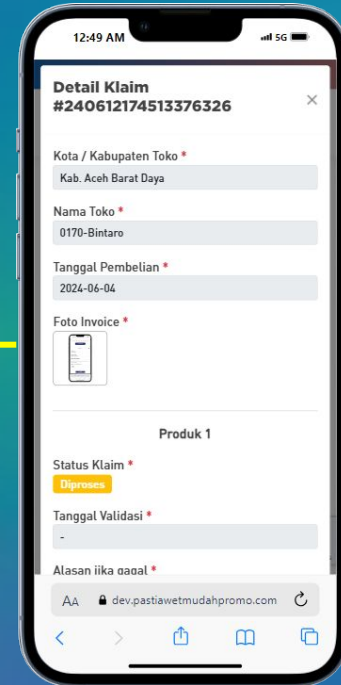 12:49 AM
5G
Detail Klaim
#240612174513376326
Kota / Kabupaten Toko *
Kab. Aceh Barat Daya
Nama Toko *
0170-Bintaro
Tanggal Pembelian *
2024-06-04
Foto Invoice *
Produk 1
Status Klaim *
Diproses
Tanggal Validasi *
-
Alasan jika gagal *
AA dev.pastiawetmudahpromo.com